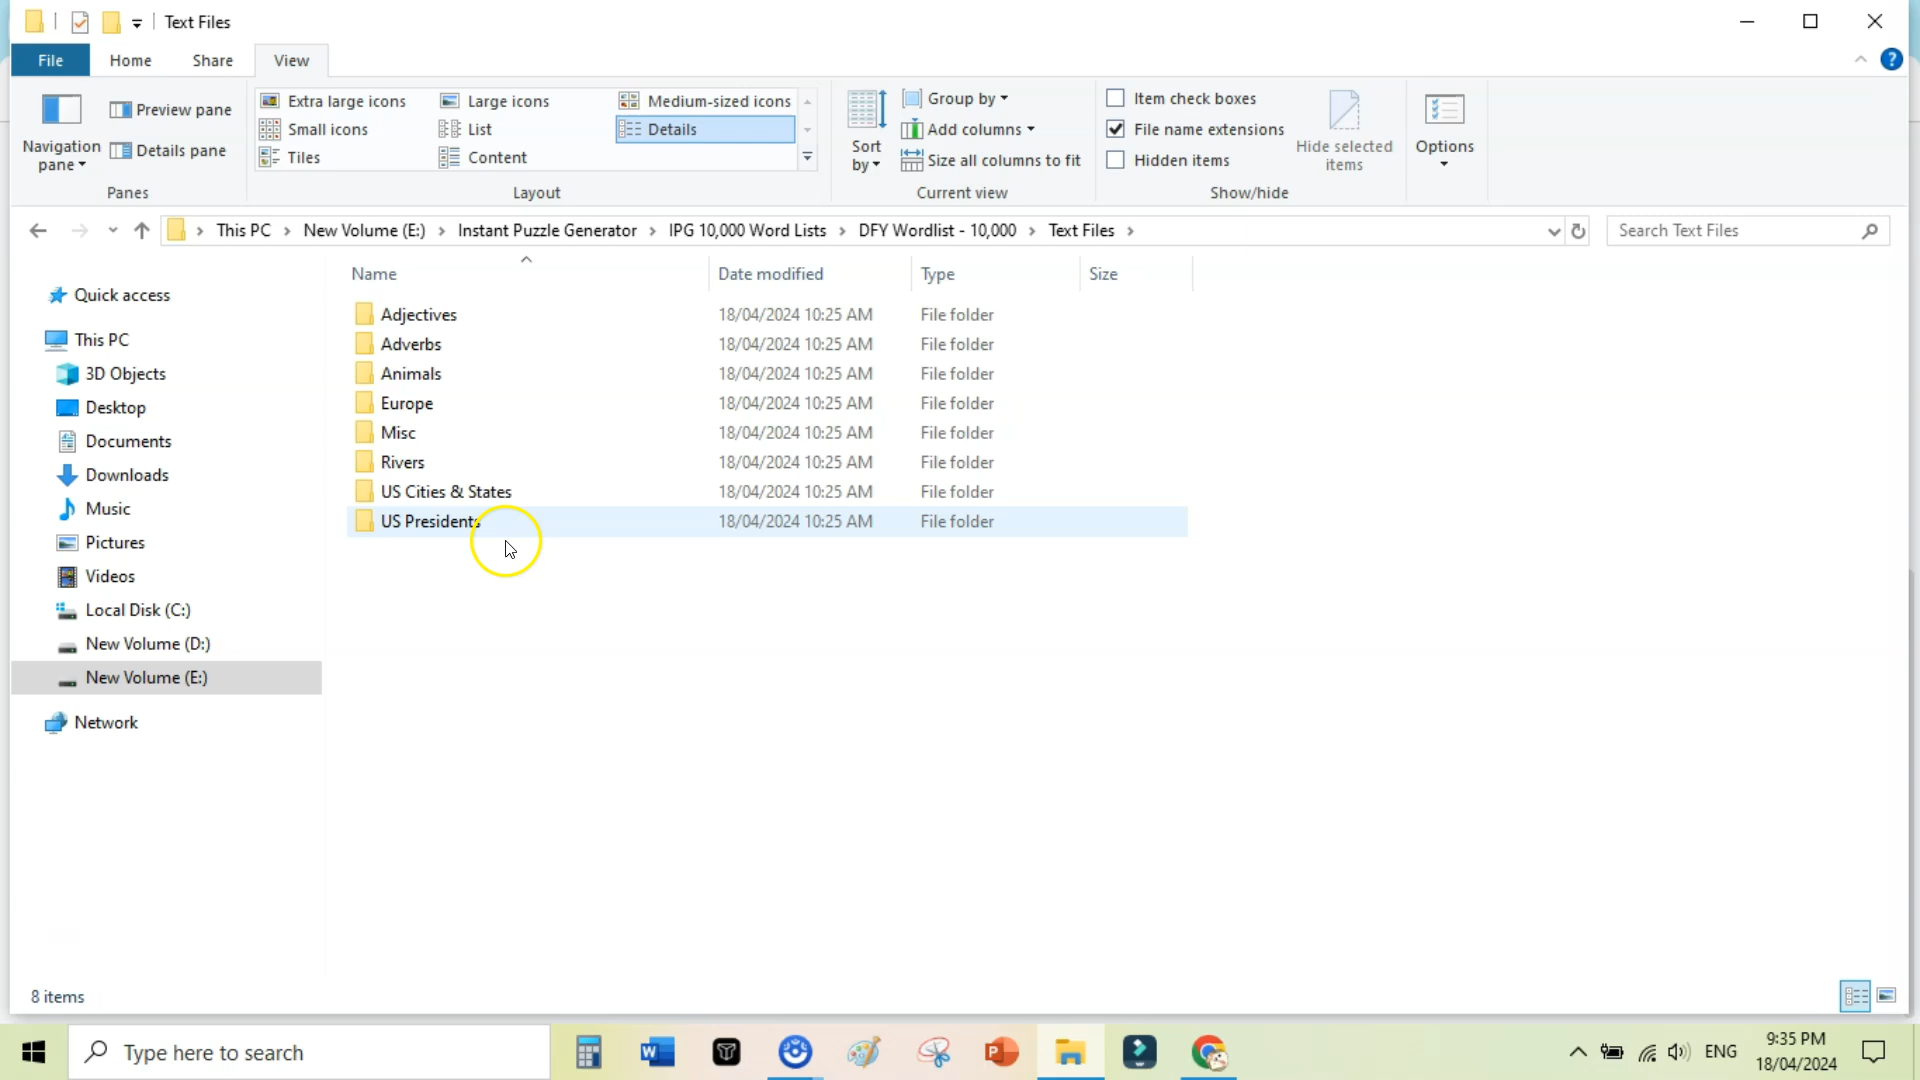 Text Files
File Home Share View
Navigation pane
Preview pane
Details pane
Panes
Extra large icons Large icons Medium-sized icons
Small icons List Details
Tiles Content
Layout
Sort by
Group by
Add columns
Size all columns to fit
Current view
Item check boxes
File name extensions
Hidden items
Hide selected items
Show/hide
Options
This PC New Volume (E:) Instant Puzzle Generator IPG 10,000 Word Lists DFY Wordlist - 10,000 Text Files
Search Text Files
Quick access
This PC
3D Objects
Desktop
Documents
Downloads
Music
Pictures
Videos
Local Disk (C:)
New Volume (D:)
New Volume (E:)
Network
Name Date modified Type Size
Adjectives 18/04/2024 10:25 AM File folder
Adverbs 18/04/2024 10:25 AM File folder
Animals 18/04/2024 10:25 AM File folder
Europe 18/04/2024 10:25 AM File folder
Misc 18/04/2024 10:25 AM File folder
Rivers 18/04/2024 10:25 AM File folder
US Cities & States 18/04/2024 10:25 AM File folder
US Presidents 18/04/2024 10:25 AM File folder
8 items
Type here to search
ENG
9:35 PM
18/04/2024